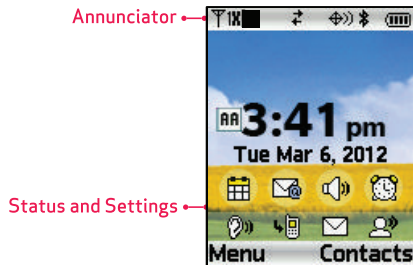 Annunciator
1X
AA
3:41 pm
Tue Mar 6, 2012
Status and Settings
Menu Contacts